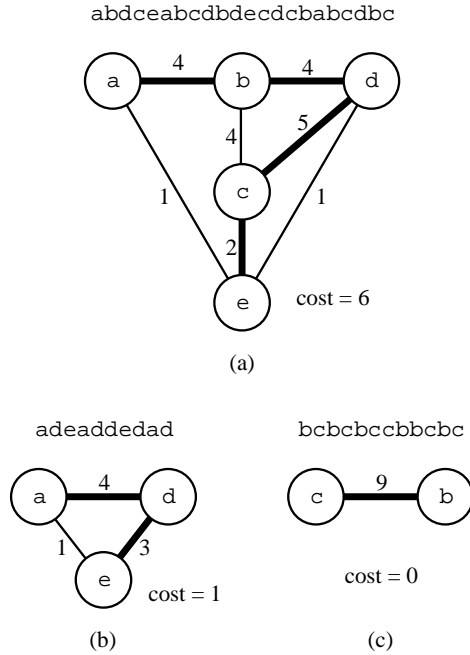 abdceabcdbdecdcbabcdbc
a 4 b 4 d
5
4
c
1 1
2
e cost = 6
(a)
adeaddedad bcbcbccbbcbc
a 4 d c 9 b
1 3
e cost = 1 cost = 0
(b) (c)